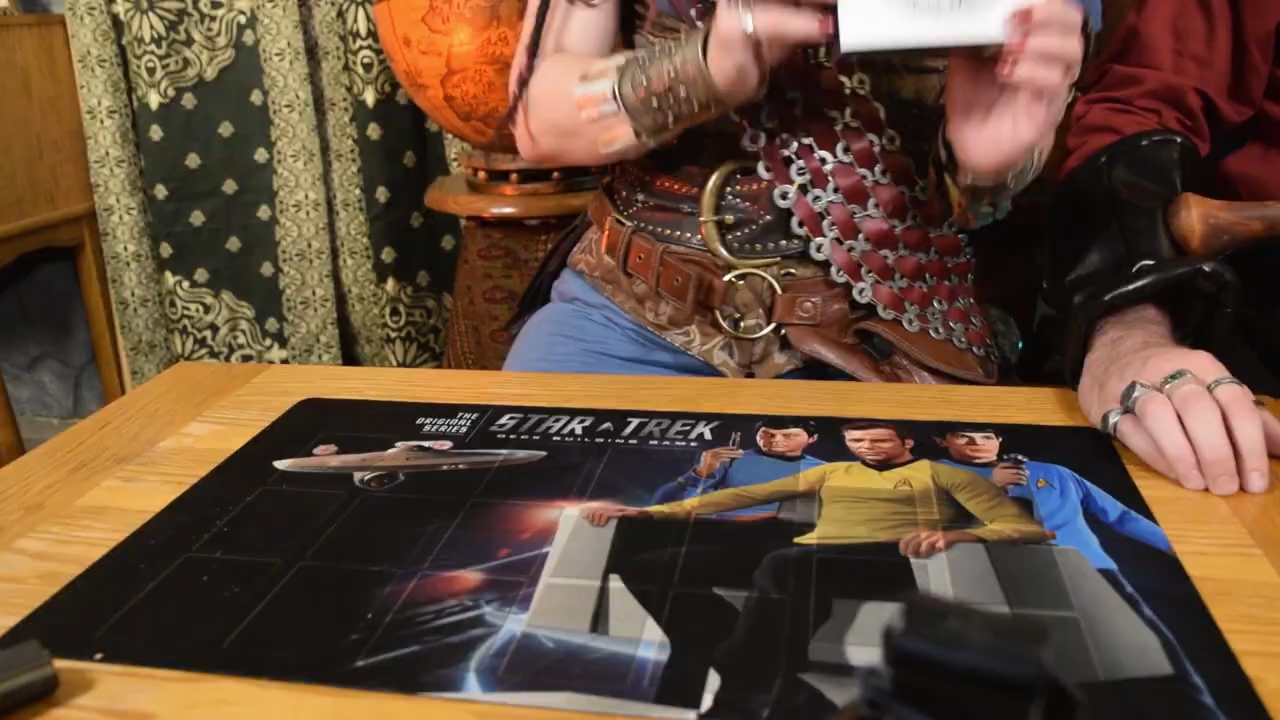 THE
ORIGINAL
SERIES
STAR TREK
DECK BUILDING GAME